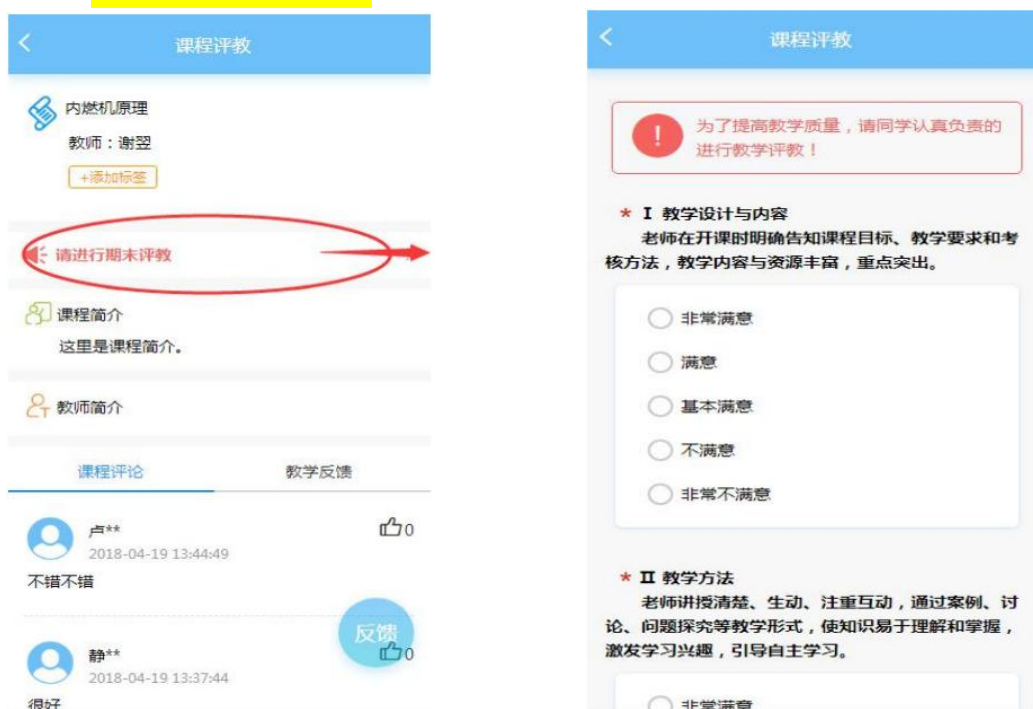 课程评教
内燃机原理
教师：谢翌
+添加标签
请进行期末评教
课程简介
这里是课程简介。
教师简介
课程评论
教学反馈
卢**
0
2018-04-19 13:44:49
不错不错
反馈
静**
0
2018-04-19 13:37:44
很好
课程评教
!
为了提高教学质量，请同学认真负责的
进行教学评教！
* Ⅰ 教学设计与内容
老师在开课时明确告知课程目标、教学要求和考
核方法，教学内容与资源丰富，重点突出。
非常满意
满意
基本满意
不满意
非常不满意
* Ⅱ 教学方法
老师讲授清楚、生动、注重互动，通过案例、讨
论、问题探究等教学形式，使知识易于理解和掌握，
激发学习兴趣，引导自主学习。
非常满意